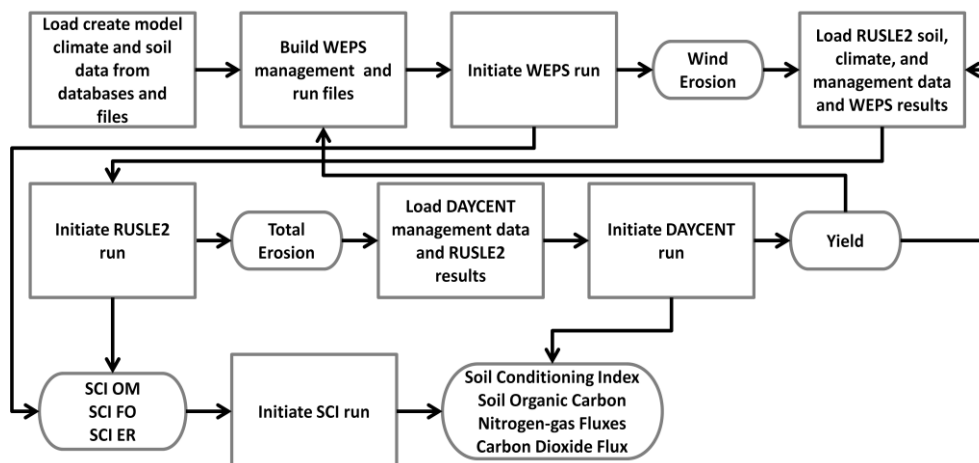 Load create model
climate and soil
data from
databases and
files
Build WEPS
management and
run files
Initiate WEPS run
Wind
Erosion
Load RUSLE2 soil,
climate, and
management data
and WEPS results
Initiate RUSLE2
run
Total
Erosion
Load DAYCENT
management data
and RUSLE2
results
Initiate DAYCENT
run
Yield
SCI OM
SCI FO
SCI ER
Initiate SCI run
Soil Conditioning Index
Soil Organic Carbon
Nitrogen-gas Fluxes
Carbon Dioxide Flux